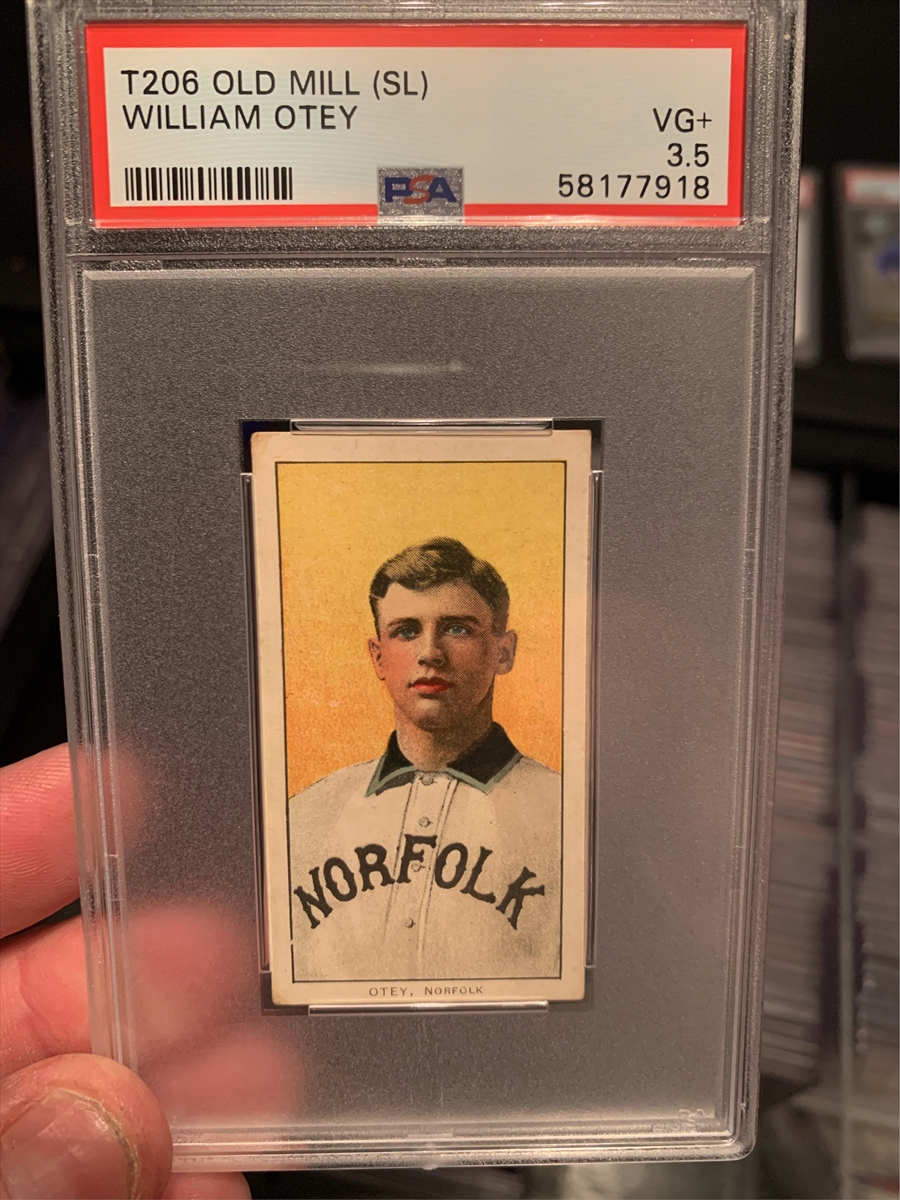 T206 OLD MILL (SL)
WILLIAM OTEY
VG+
3.5
PSA
58177918
NORFOLK
OTEY, NORFOLK